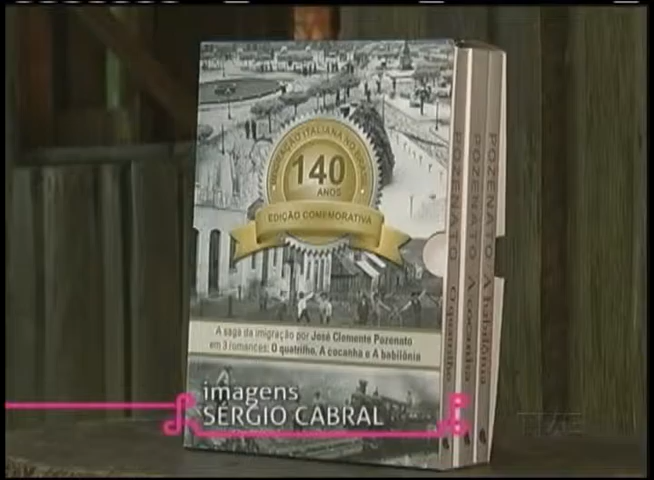 IMIGRAÇÃO ITALIANA NO BRASIL
140
ANOS
EDIÇÃO COMEMORATIVA
A saga da imigração por José Clemente Pozenato
em 3 romances: O quatrilho, A cocanha e A babilônia
POZENATO O quatrilho
POZENATO A cocanha
POZENATO A babilônia
imagens
SÉRGIO CABRAL